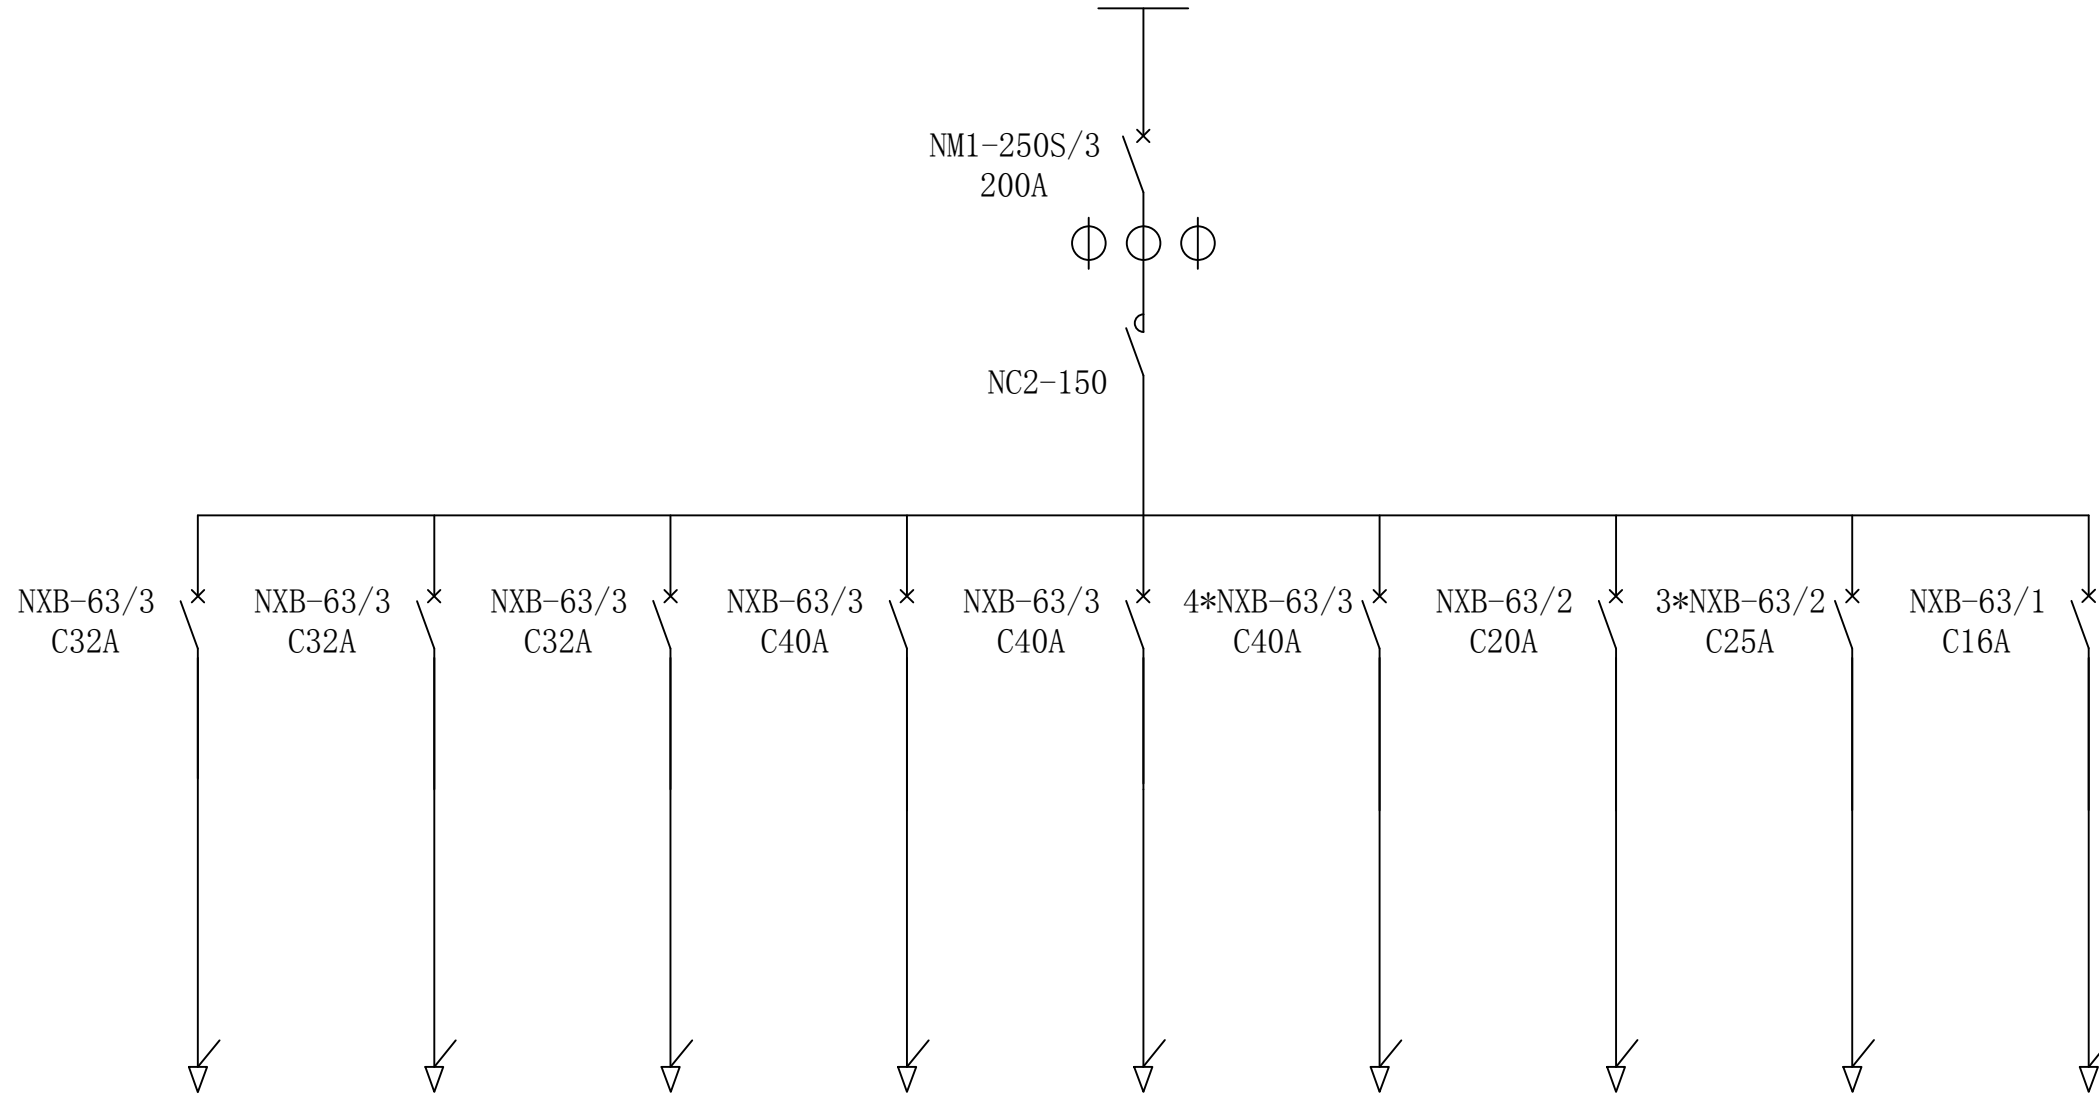 NM1-250S/3
200A
NC2-150
NXB-63/3
C32A
NXB-63/3
C32A
NXB-63/3
C32A
NXB-63/3
C40A
NXB-63/3
C40A
4*NXB-63/3
C40A
NXB-63/2
C20A
3*NXB-63/2
C25A
NXB-63/1
C16A